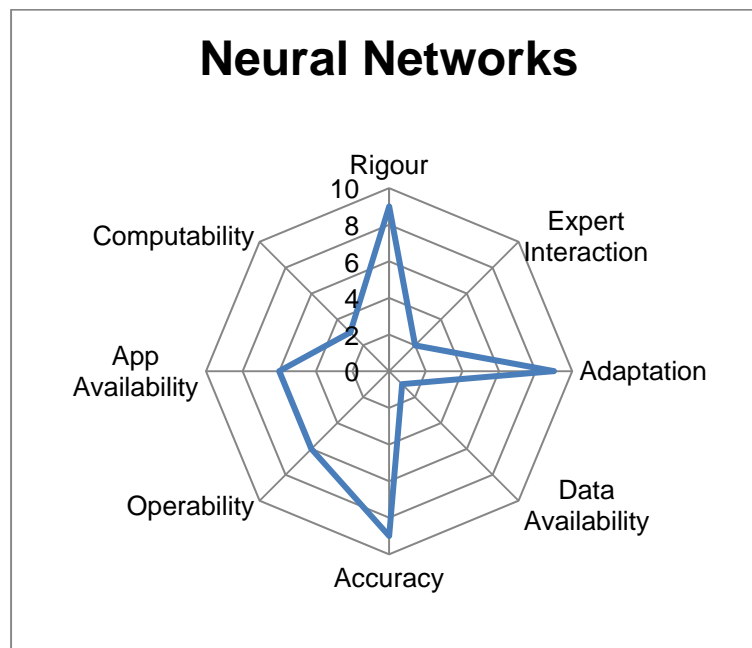 Neural Networks
Rigour
Expert
Interaction
Adaptation
Data
Availability
Accuracy
Operability
App
Availability
Computability
10
8
6
4
2
0